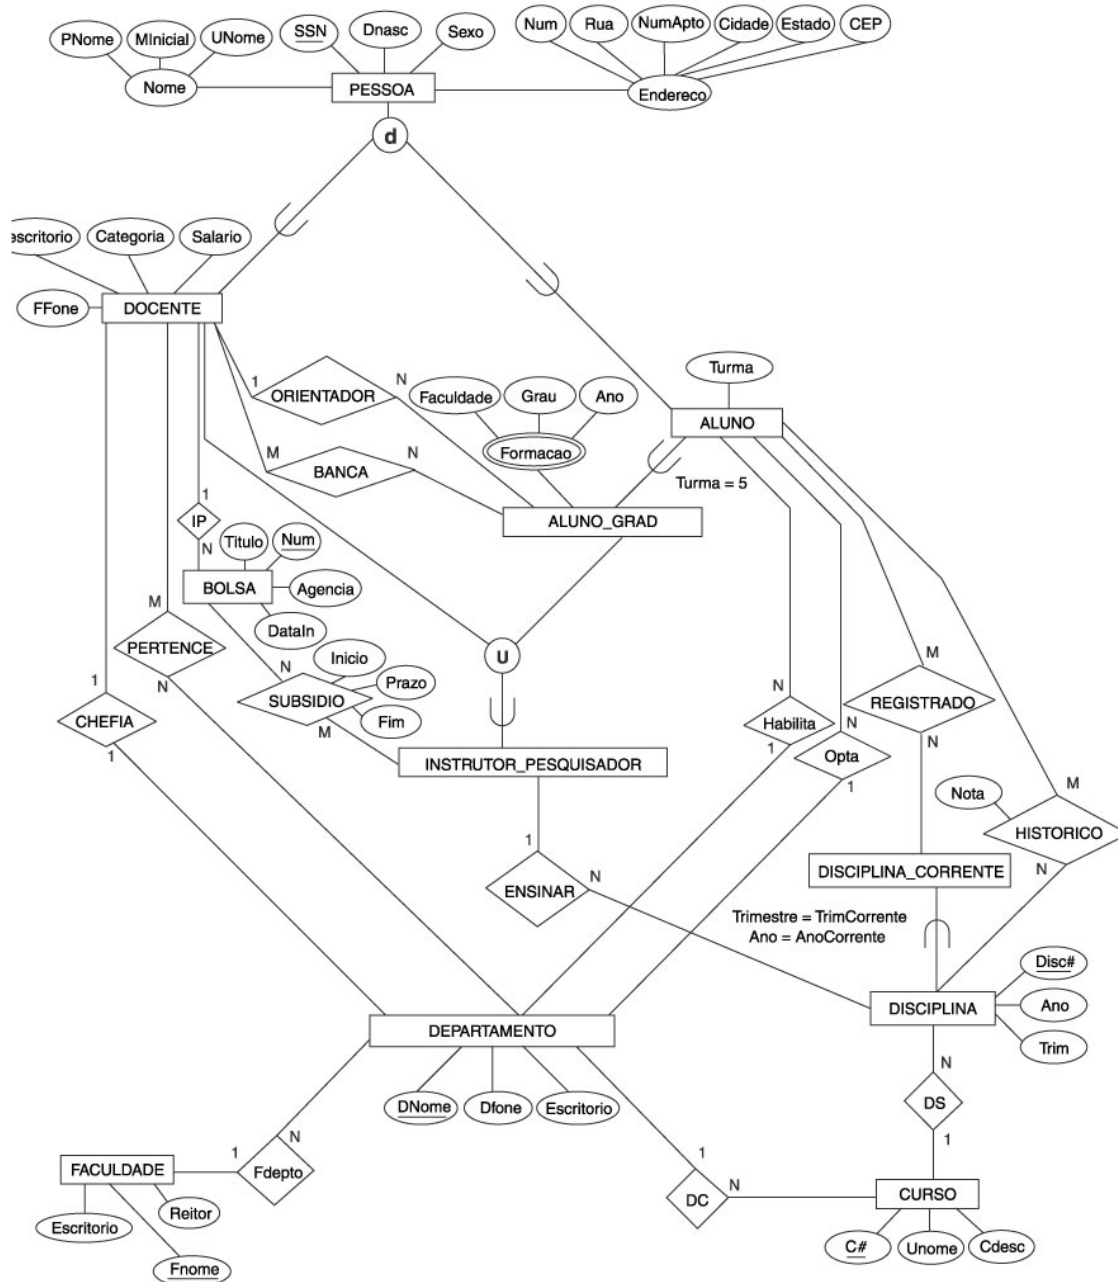 PNome
MInicial
UNome
SSN
Dnasc
Sexo
Num
Rua
NumApto
Cidade
Estado
CEP
Nome
PESSOA
Endereco
d
escritorio
Categoria
Salario
FFone
DOCENTE
1
ORIENTADOR
N
Faculdade
Grau
Ano
Formacao
Turma
ALUNO
Turma = 5
M
BANCA
N
ALUNO_GRAD
1
IP
N
Titulo
Num
BOLSA
Agencia
DataIn
M
PERTENCE
N
U
N
Inicio
Prazo
SUBSIDIO
Fim
M
1
CHEFIA
1
INSTRUTOR_PESQUISADOR
N
Habilita
1
N
Opta
1
M
REGISTRADO
N
Nota
M
HISTORICO
N
1
ENSINAR
N
DISCIPLINA_CORRENTE
Trimestre = TrimCorrente
Ano = AnoCorrente
Disc#
DISCIPLINA
Ano
Trim
DEPARTAMENTO
DNome
Dfone
Escritorio
N
DS
1
1
N
Fdepto
FACULDADE
Escritorio
Reitor
Fnome
1
DC
N
CURSO
C#
Unome
Cdesc